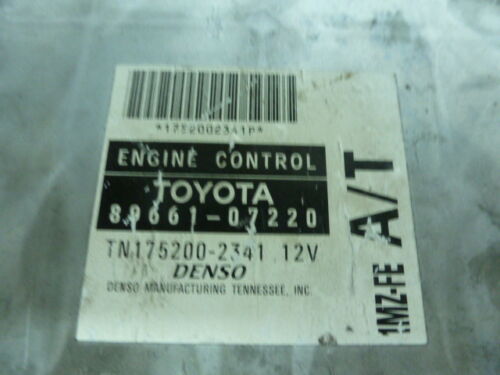 *1752002341P*
ENGINE CONTROL
TOYOTA
89661-07220
TN175200-2341 12V
DENSO
DENSO MANUFACTURING TENNESSEE, INC.
1MZ-FE A/T